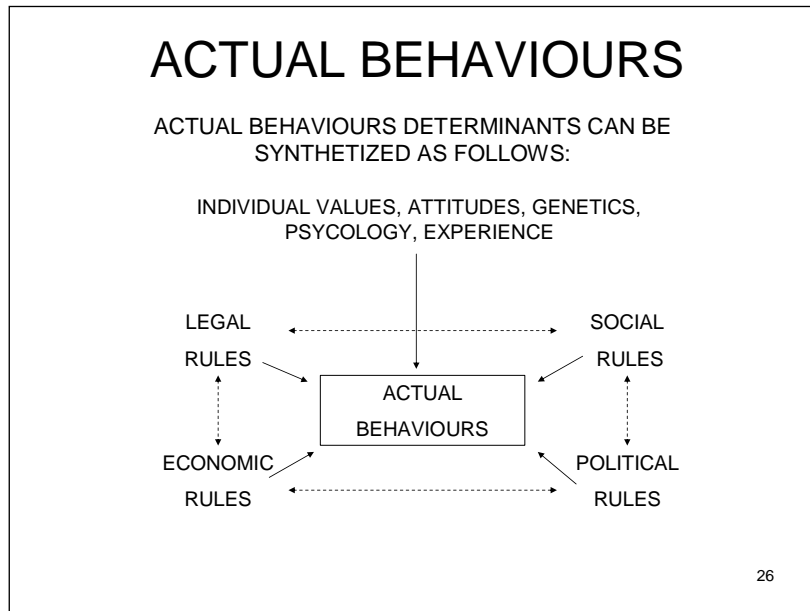 ACTUAL BEHAVIOURS
ACTUAL BEHAVIOURS DETERMINANTS CAN BE
SYNTHETIZED AS FOLLOWS:
INDIVIDUAL VALUES, ATTITUDES, GENETICS,
PSYCOLOGY, EXPERIENCE
LEGAL
RULES
SOCIAL
RULES
ACTUAL
BEHAVIOURS
ECONOMIC
RULES
POLITICAL
RULES
26